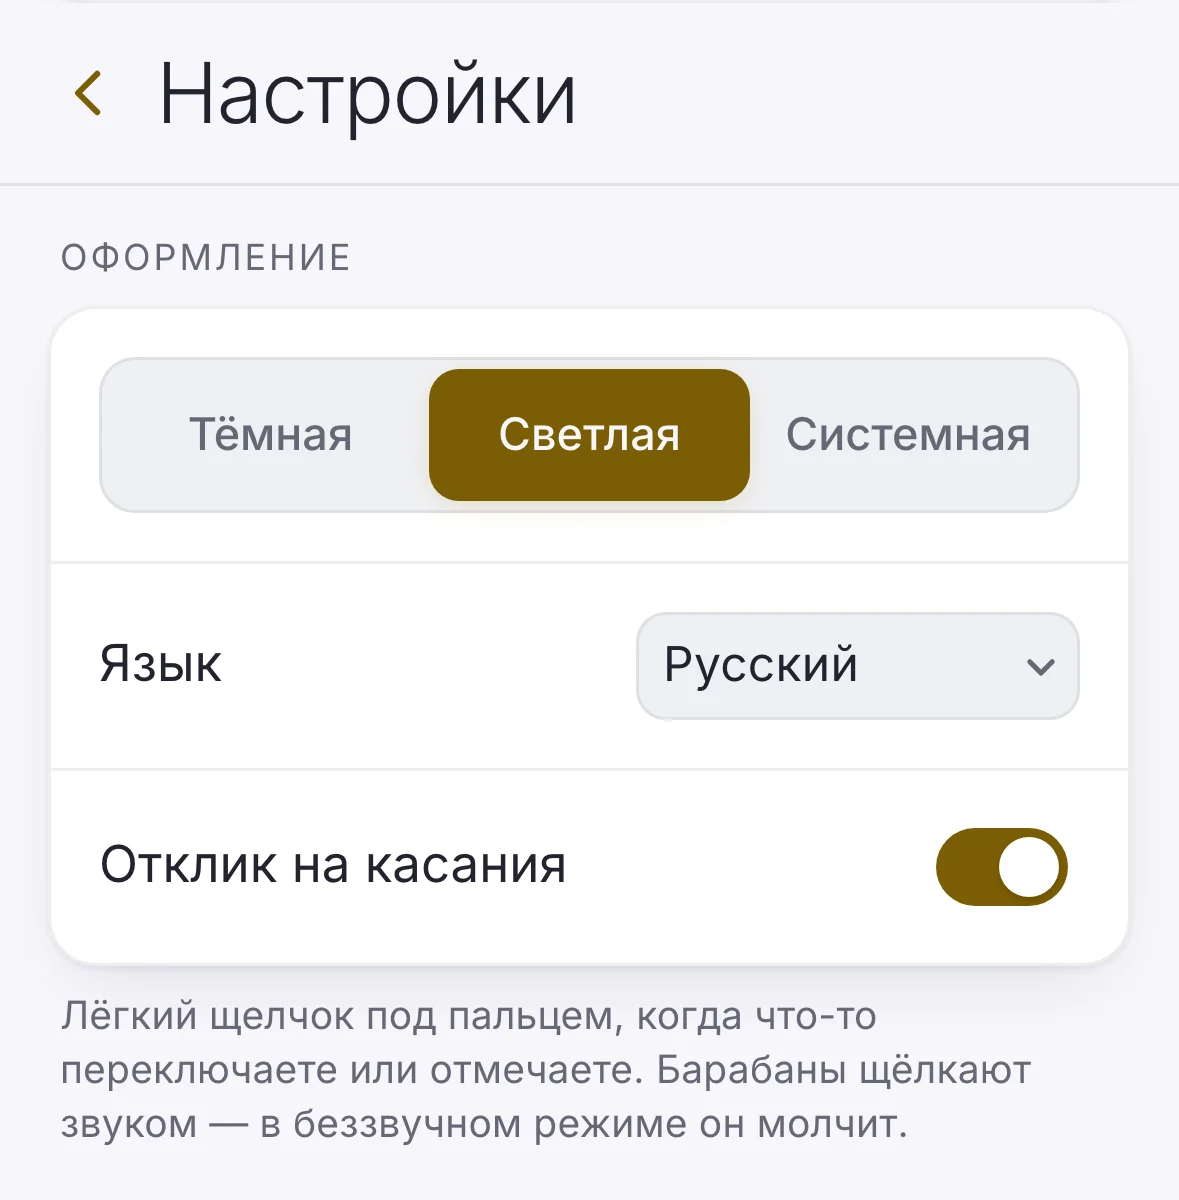 Настройки
ОФОРМЛЕНИЕ
Тёмная Светлая Системная
Язык Русский
Отклик на касания
Лёгкий щелчок под пальцем, когда что-то
переключаете или отмечаете. Барабаны щёлкают
звуком — в беззвучном режиме он молчит.